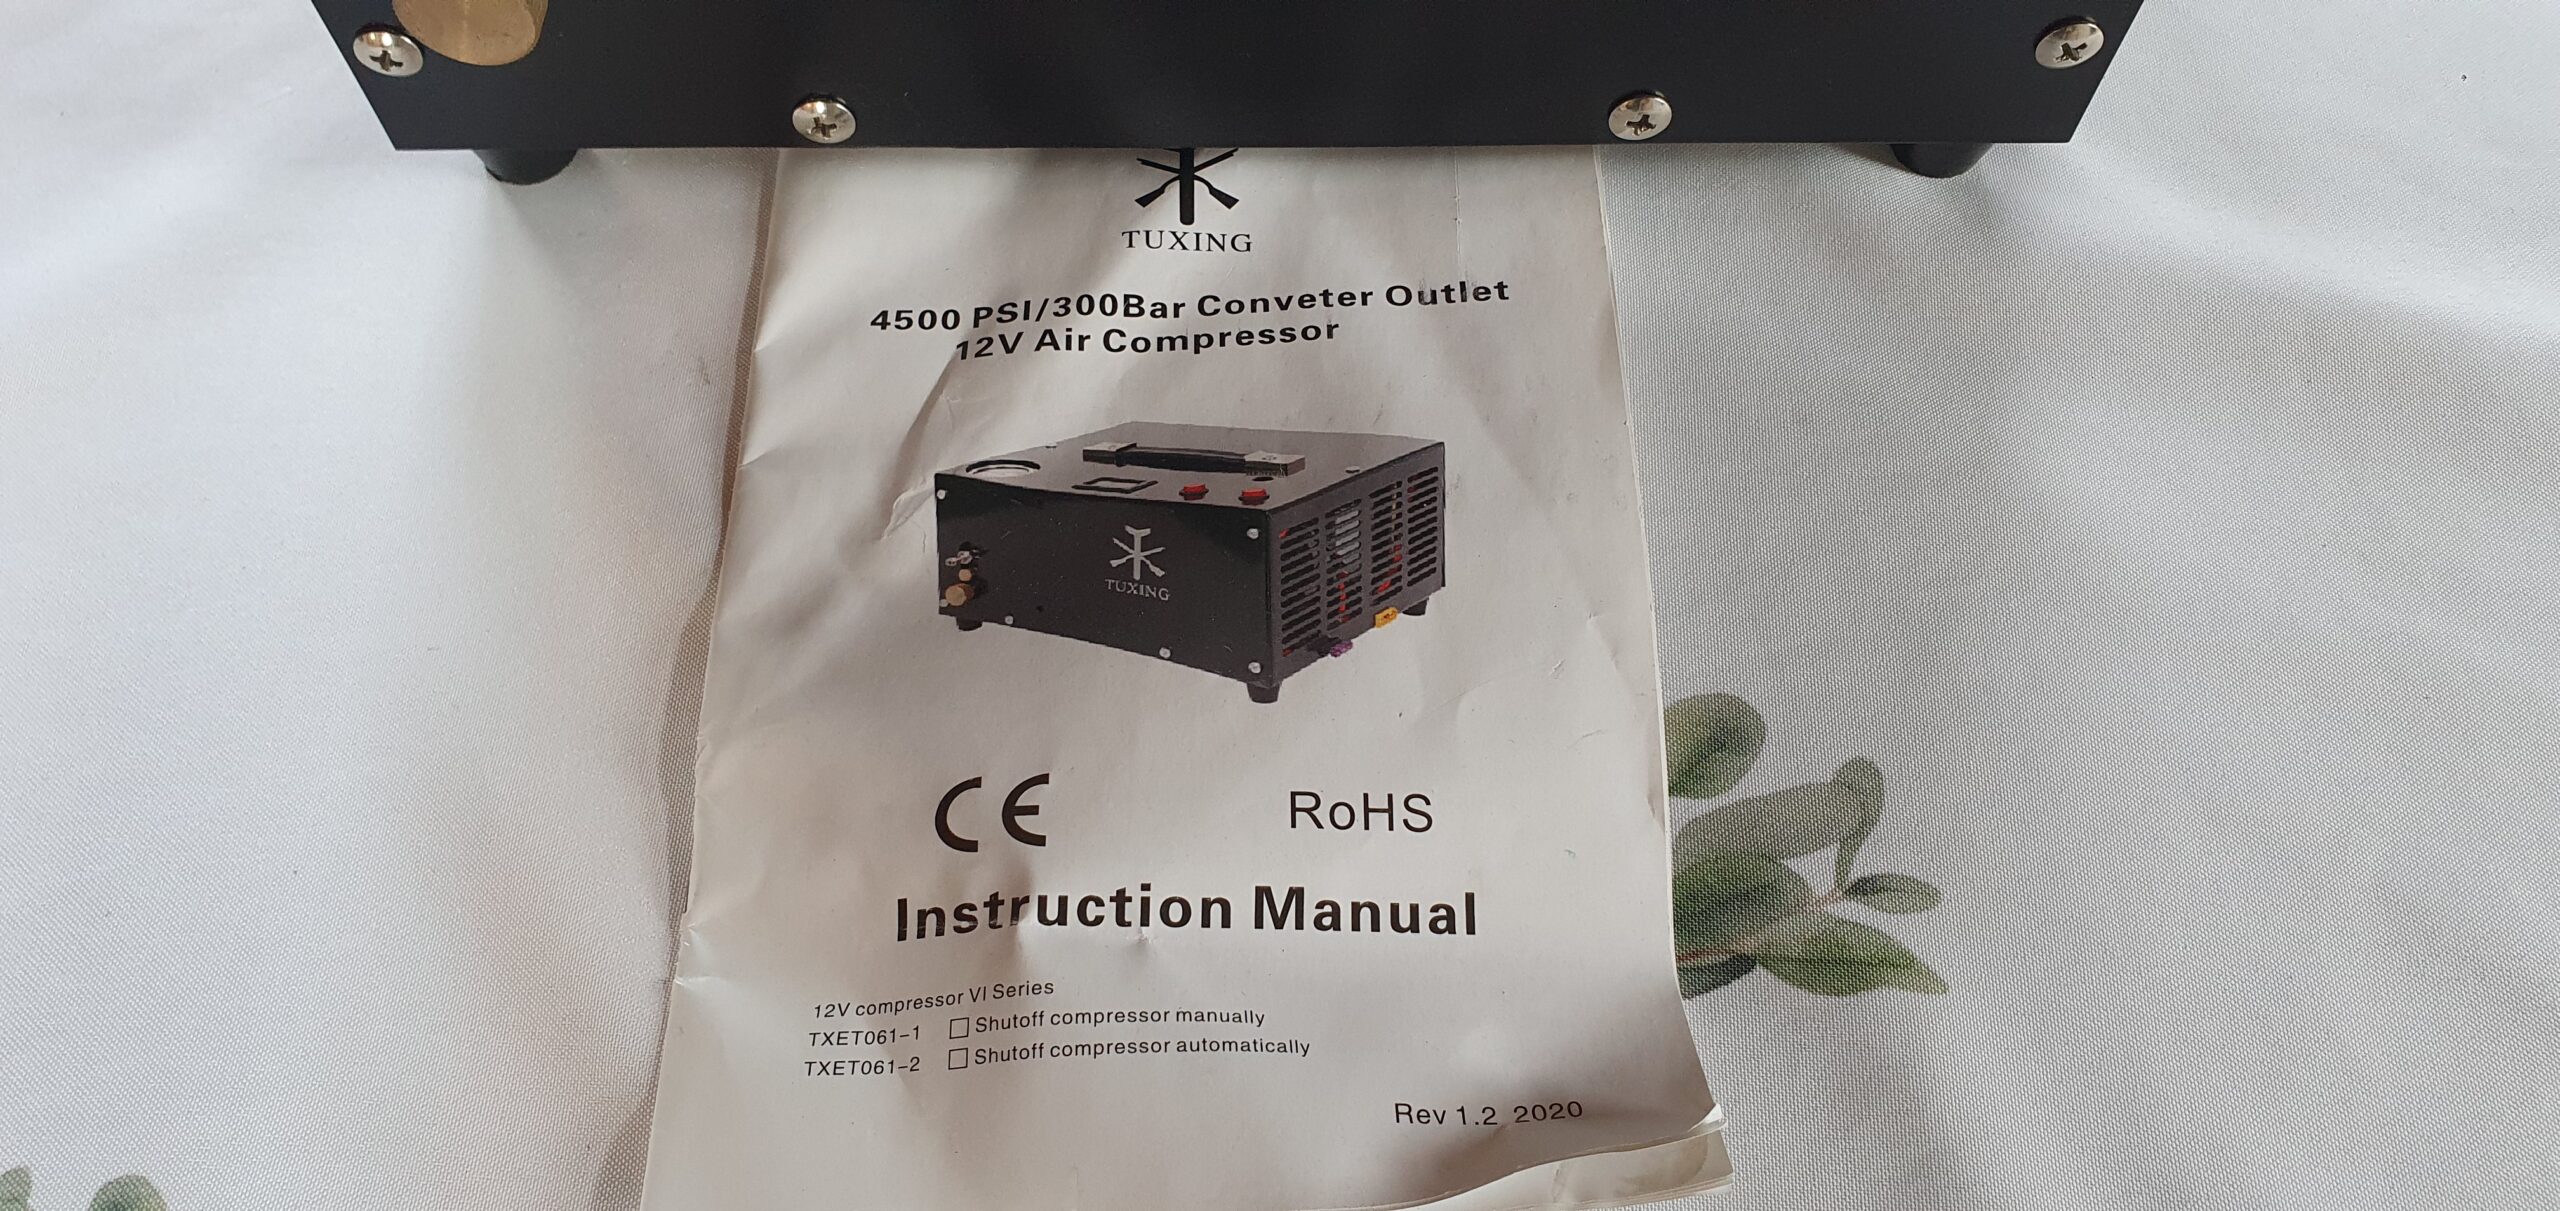 TUXING
4500 PSI/300Bar Conveter Outlet
12V Air Compressor
TUXING
CE
RoHS
Instruction Manual
12V compressor VI Series
TXET061-1 □ Shutoff compressor manually
TXET061-2 □ Shutoff compressor automatically
Rev 1.2 2020